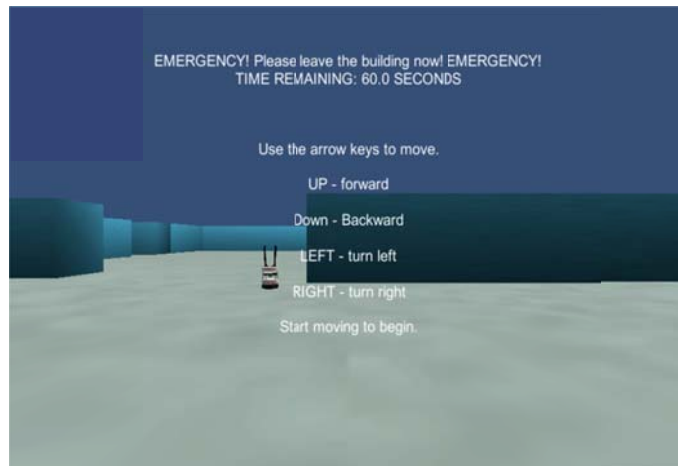 EMERGENCY! Please leave the building now! EMERGENCY!
TIME REMAINING: 60.0 SECONDS
Use the arrow keys to move.
UP - forward
Down - Backward
LEFT - turn left
RIGHT - turn right
Start moving to begin.